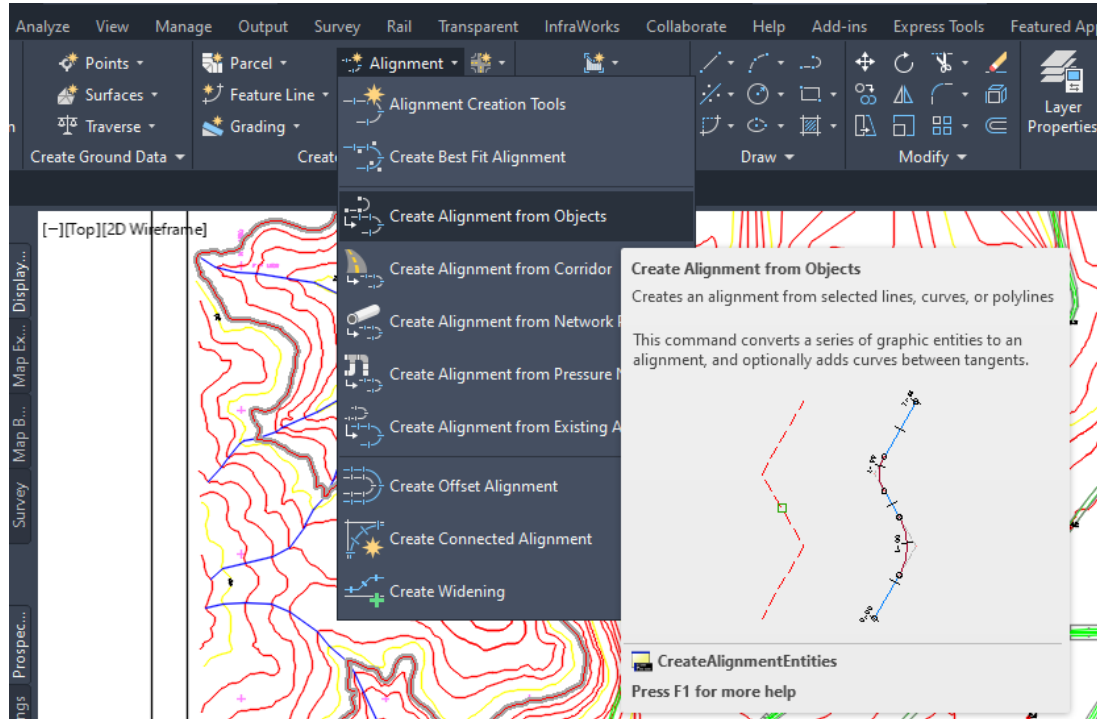 Analyze View Manage Output Survey Rail Transparent InfraWorks Collaborate Help Add-ins Express Tools Featured
Points Parcel Alignment
Surfaces Feature Line
Traverse Grading
Layer
Properties
Create Ground Data Draw Modify
Alignment Creation Tools
Create Best Fit Alignment
Create Alignment from Objects
Create Alignment from Corridor
Create Alignment from Network
Create Alignment from Pressure
Create Alignment from Existing
Create Offset Alignment
Create Connected Alignment
Create Widening
[−][Top][2D Wireframe]
Display...
Map Ex...
Map B...
Survey
Prospec...
Create Alignment from Objects
Creates an alignment from selected lines, curves, or polylines
This command converts a series of graphic entities to an
alignment, and optionally adds curves between tangents.
CreateAlignmentEntities
Press F1 for more help